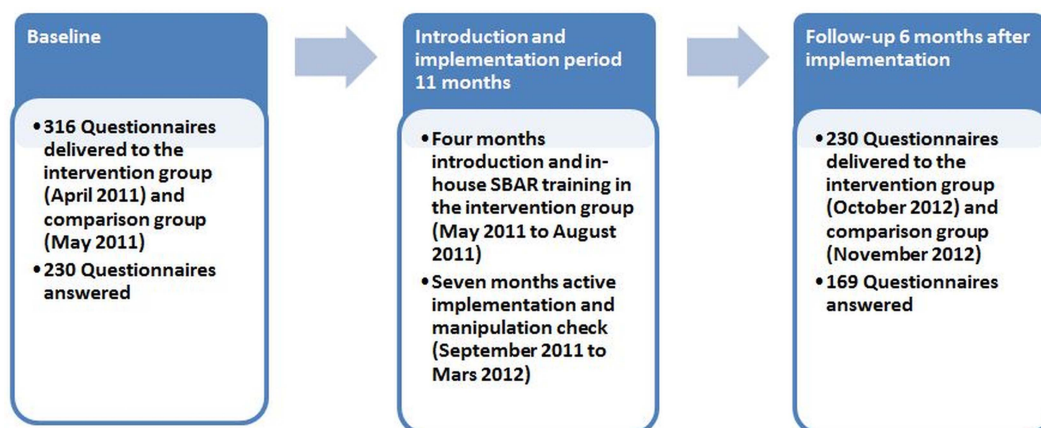 Baseline
•316 Questionnaires
delivered to the
intervention group
(April 2011) and
comparison group
(May 2011)
•230 Questionnaires
answered
Introduction and
implementation period
11 months
•Four months
introduction and in-
house SBAR training in
the intervention group
(May 2011 to August
2011)
•Seven months active
implementation and
manipulation check
(September 2011 to
Mars 2012)
Follow-up 6 months after
implementation
•230 Questionnaires
delivered to the
intervention group
(October 2012) and
comparison group
(November 2012)
•169 Questionnaires
answered